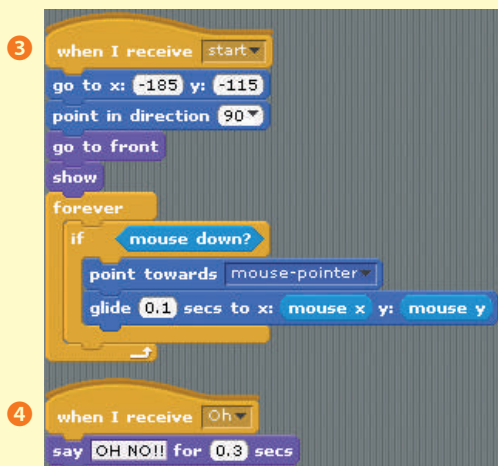 3
when I receive start
go to x: -185 y: -115
point in direction 90
go to front
show
forever
if mouse down?
point towards mouse-pointer
glide 0.1 secs to x: mouse x y: mouse y
4
when I receive Oh
say OH NO!! for 0.3 secs